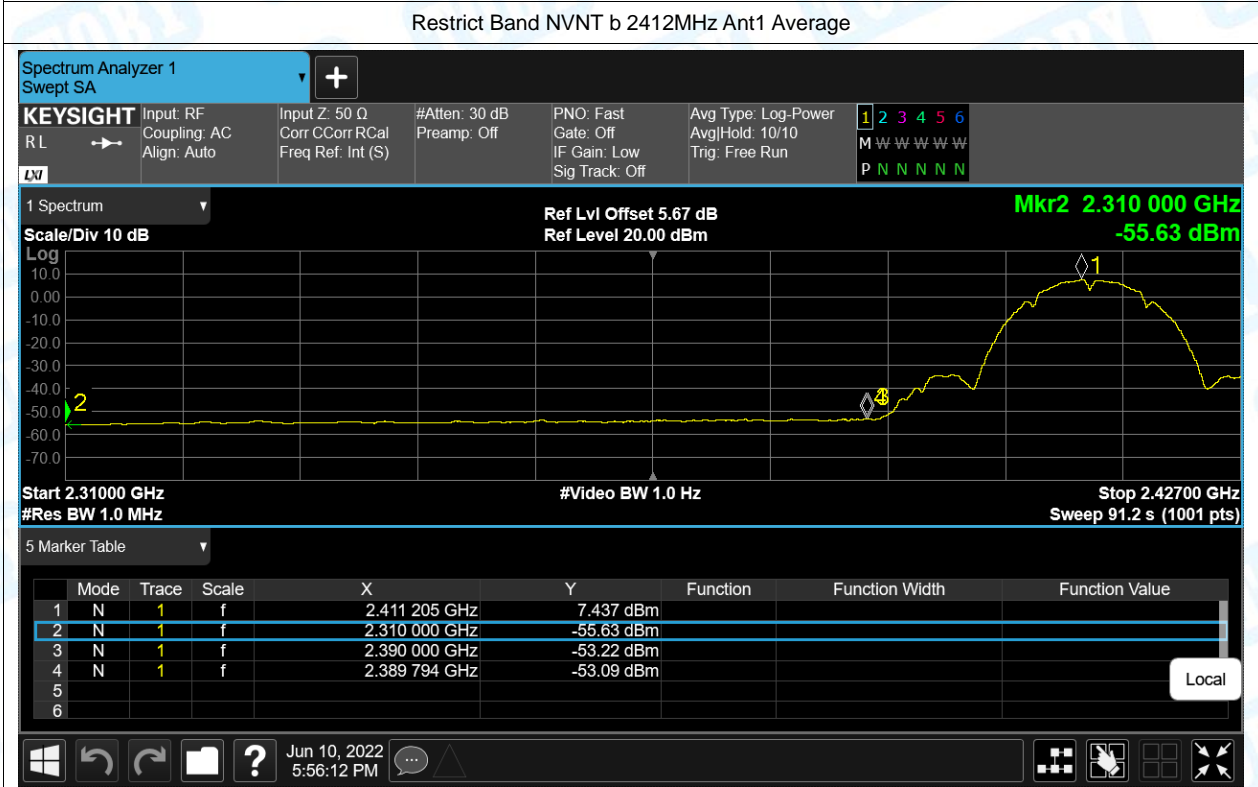 Restrict Band NVNT b 2412MHz Ant1 Average
Spectrum Analyzer 1
Swept SA
KEYSIGHT
RL
LXI
Input: RF
Coupling: AC
Align: Auto
Input Z: 50 Ω
Corr CCorr RCal
Freq Ref: Int (S)
#Atten: 30 dB
Preamp: Off
PNO: Fast
Gate: Off
IF Gain: Low
Sig Track: Off
Avg Type: Log-Power
Avg|Hold: 10/10
Trig: Free Run
1 2 3 4 5 6
M W W W W W
P N N N N N
1 Spectrum
Scale/Div 10 dB
Ref Lvl Offset 5.67 dB
Ref Level 20.00 dBm
Mkr2 2.310 000 GHz
-55.63 dBm
Log
10.0
0.00
-10.0
-20.0
-30.0
-40.0
-50.0
-60.0
-70.0
1
2
4
Start 2.31000 GHz
#Res BW 1.0 MHz
#Video BW 1.0 Hz
Stop 2.42700 GHz
Sweep 91.2 s (1001 pts)
5 Marker Table
Mode Trace Scale X Y Function Function Width Function Value
1 N 1 f 2.411 205 GHz 7.437 dBm
2 N 1 f 2.310 000 GHz -55.63 dBm
3 N 1 f 2.390 000 GHz -53.22 dBm
4 N 1 f 2.389 794 GHz -53.09 dBm
5
6
Local
?
Jun 10, 2022
5:56:12 PM